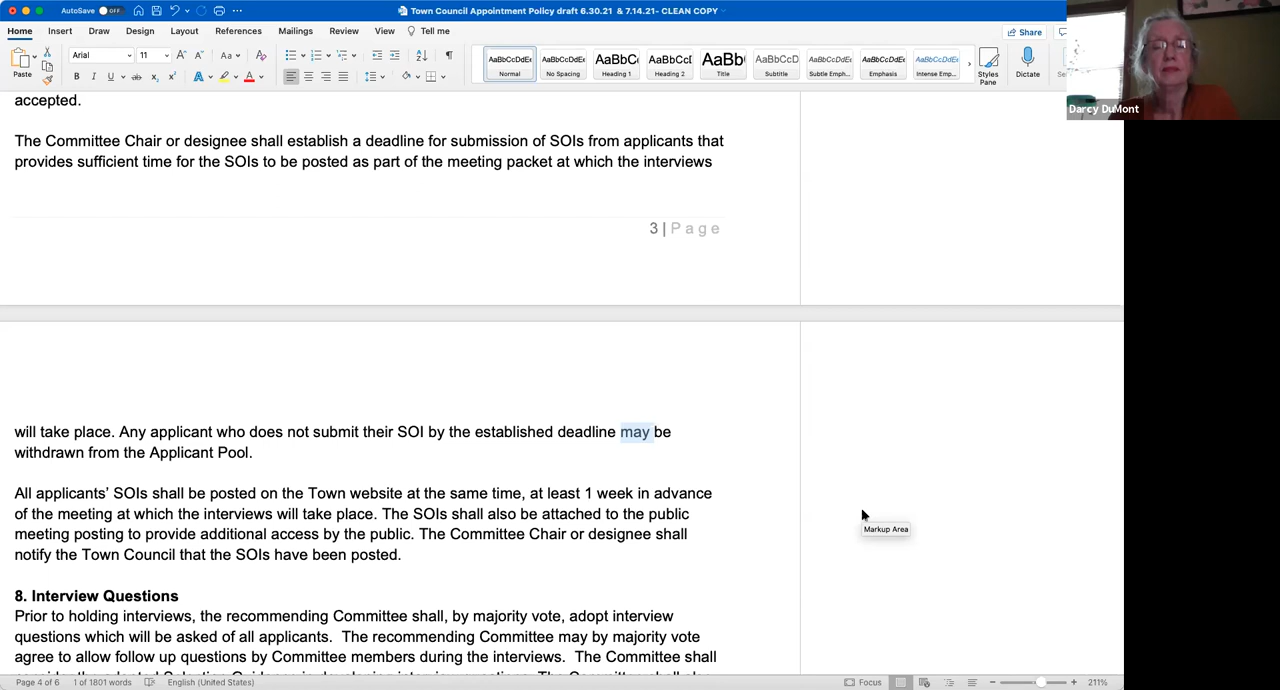 AutoSave OFF
Town Council Appointment Policy draft 6.30.21 & 7.14.21- CLEAN COPY
Home Insert Draw Design Layout References Mailings Review View Tell me
Share
Paste
Arial 11
AaBbCcDdEe AaBbCcDdEe AaBbC AaBbCcD AaBb AaBbCcD AaBbCcDdEe AaBbCcDdEe AaBbCcDdEe
Normal No Spacing Heading 1 Heading 2 Title Subtitle Subtle Emph... Emphasis Intense Emp...
Styles Pane
Dictate
Darcy DuMont
accepted.
The Committee Chair or designee shall establish a deadline for submission of SOIs from applicants that
provides sufficient time for the SOIs to be posted as part of the meeting packet at which the interviews
3 | P a g e
will take place. Any applicant who does not submit their SOI by the established deadline may be
withdrawn from the Applicant Pool.
All applicants' SOIs shall be posted on the Town website at the same time, at least 1 week in advance
of the meeting at which the interviews will take place. The SOIs shall also be attached to the public
meeting posting to provide additional access by the public. The Committee Chair or designee shall
notify the Town Council that the SOIs have been posted.
Markup Area
8. Interview Questions
Prior to holding interviews, the recommending Committee shall, by majority vote, adopt interview
questions which will be asked of all applicants. The recommending Committee may by majority vote
agree to allow follow up questions by Committee members during the interviews. The Committee shall
Page 4 of 6 1 of 1801 words English (United States) Focus 211%